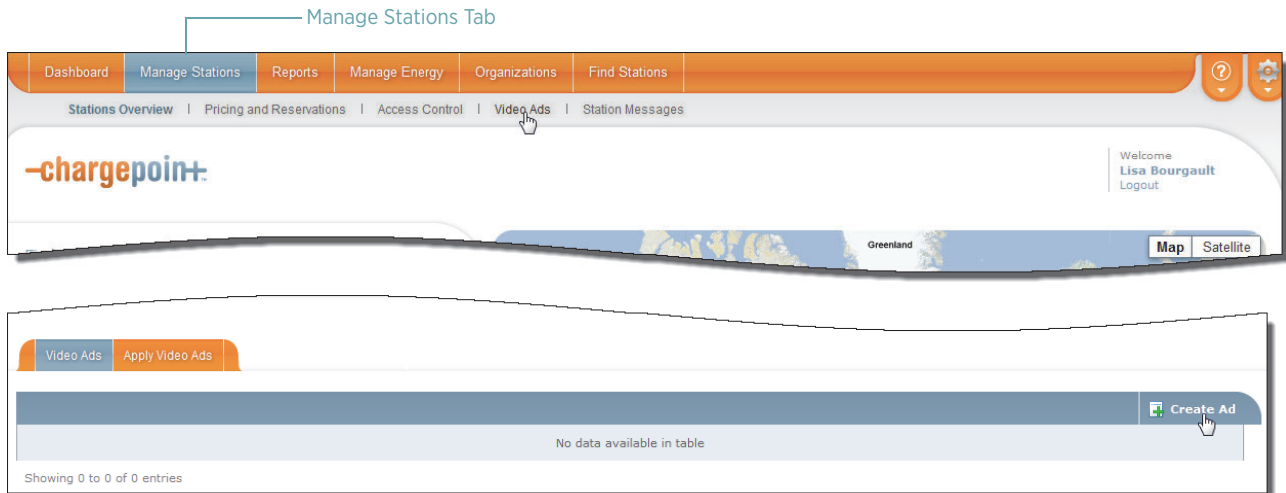 Manage Stations Tab
Dashboard Manage Stations Reports Manage Energy Organizations Find Stations
?
Stations Overview | Pricing and Reservations | Access Control | Video Ads | Station Messages
-chargepoin+
Welcome
Lisa Bourgault
Logout
Greenland
Map Satellite
Video Ads Apply Video Ads
Create Ad
No data available in table
Showing 0 to 0 of 0 entries